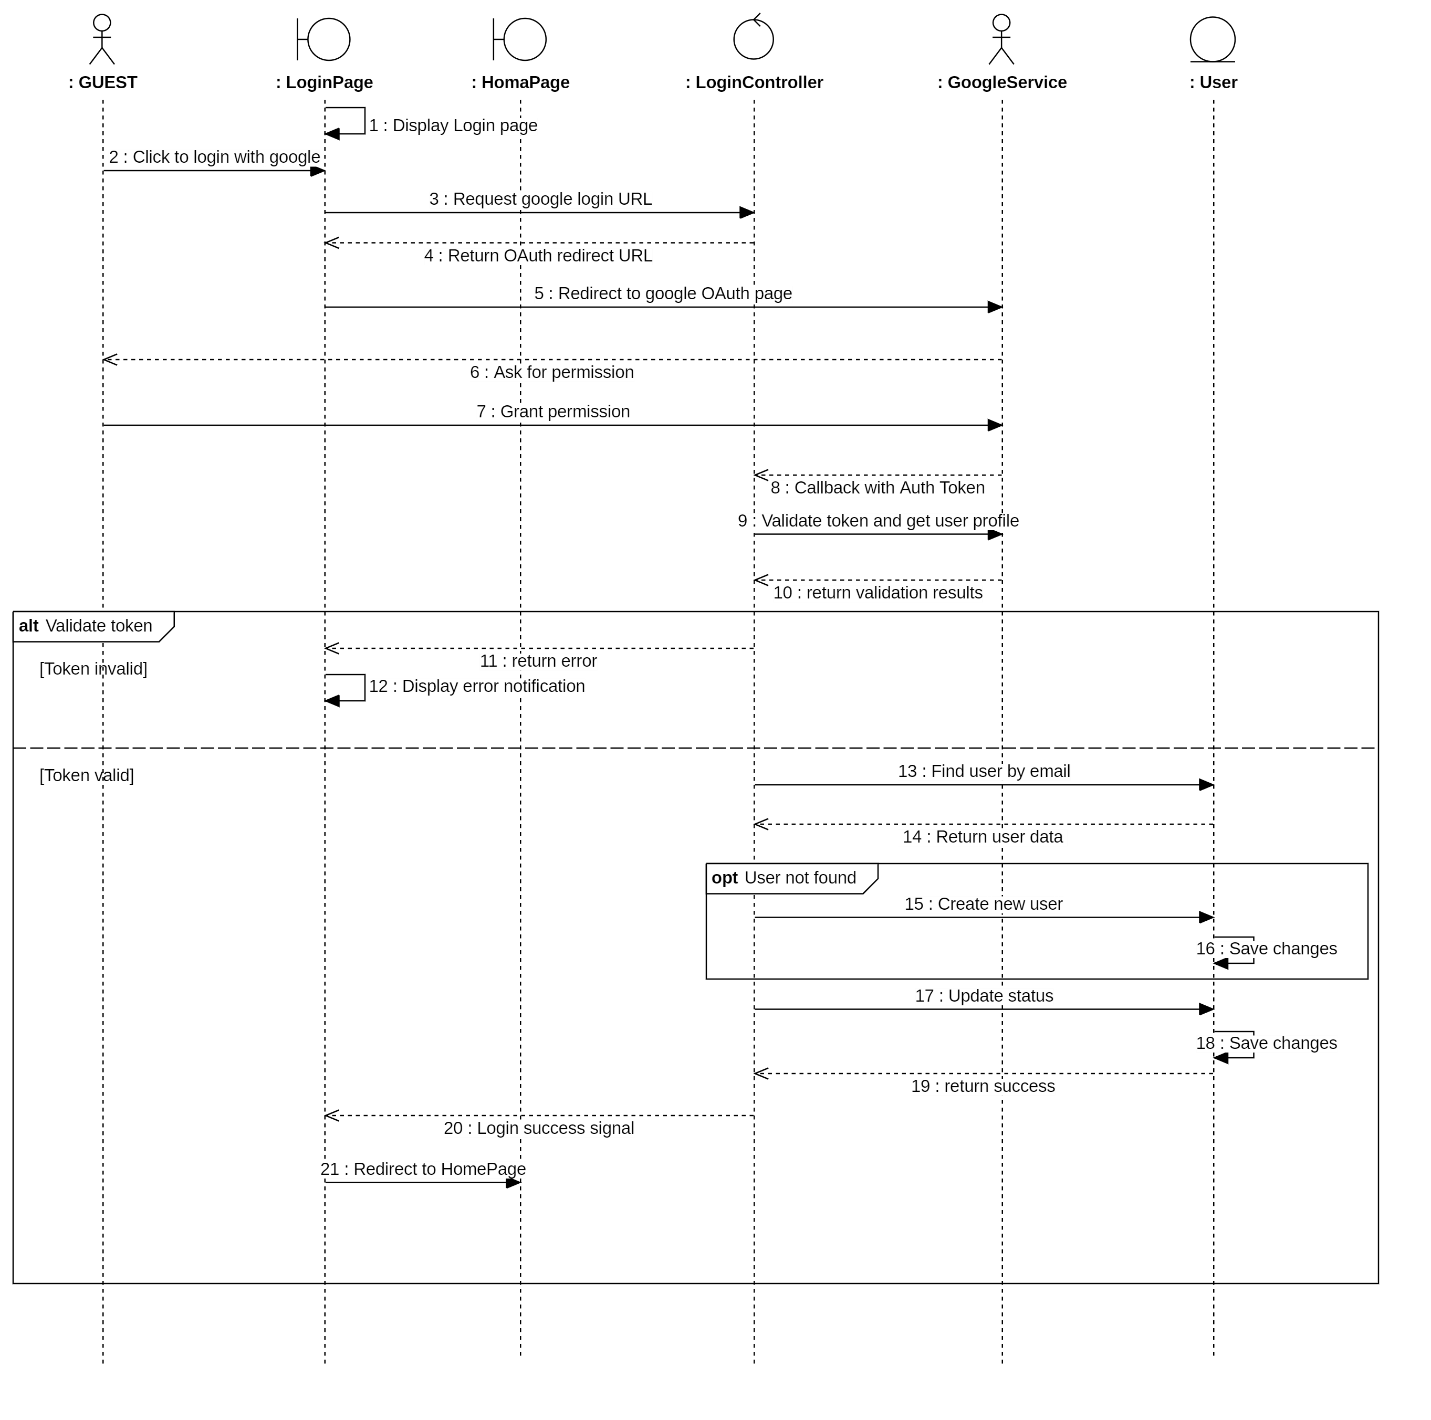 : GUEST
: LoginPage
: HomaPage
: LoginController
: GoogleService
: User
1 : Display Login page
2 : Click to login with google
3 : Request google login URL
4 : Return OAuth redirect URL
5 : Redirect to google OAuth page
6 : Ask for permission
7 : Grant permission
8 : Callback with Auth Token
9 : Validate token and get user profile
10 : return validation results
alt Validate token
[Token invalid]
11 : return error
12 : Display error notification
[Token valid]
13 : Find user by email
14 : Return user data
opt User not found
15 : Create new user
16 : Save changes
17 : Update status
18 : Save changes
19 : return success
20 : Login success signal
21 : Redirect to HomePage